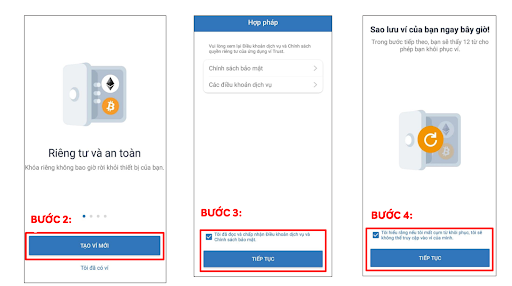 Riêng tư và an toàn
Khóa riêng không bao giờ rời khỏi thiết bị của bạn.
BƯỚC 2:
TẠO VÍ MỚI
Tôi đã có ví
Hợp pháp
Vui lòng xem lại Điều khoản dịch vụ và Chính sách
quyền riêng tư của ứng dụng ví Trust.
Chính sách bảo mật
Các điều khoản dịch vụ
BƯỚC 3:
Tôi đã đọc và chấp nhận Điều khoản dịch vụ và
Chính sách bảo mật.
TIẾP TỤC
Sao lưu ví của bạn ngay bây giờ!
Trong bước tiếp theo, bạn sẽ thấy 12 từ cho
phép bạn khôi phục ví.
BƯỚC 4:
Tôi hiểu rằng nếu tôi mất cụm từ khôi phục, tôi sẽ
không thể truy cập vào ví của mình.
TIẾP TỤC